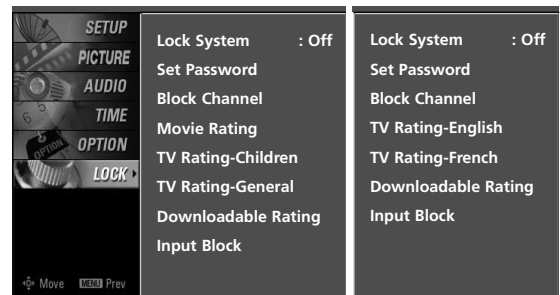 SETUP
PICTURE
AUDIO
TIME
OPTION
LOCK
Move MENU Prev
Lock System : Off
Set Password
Block Channel
Movie Rating
TV Rating-Children
TV Rating-General
Downloadable Rating
Input Block
Lock System : Off
Set Password
Block Channel
TV Rating-English
TV Rating-French
Downloadable Rating
Input Block